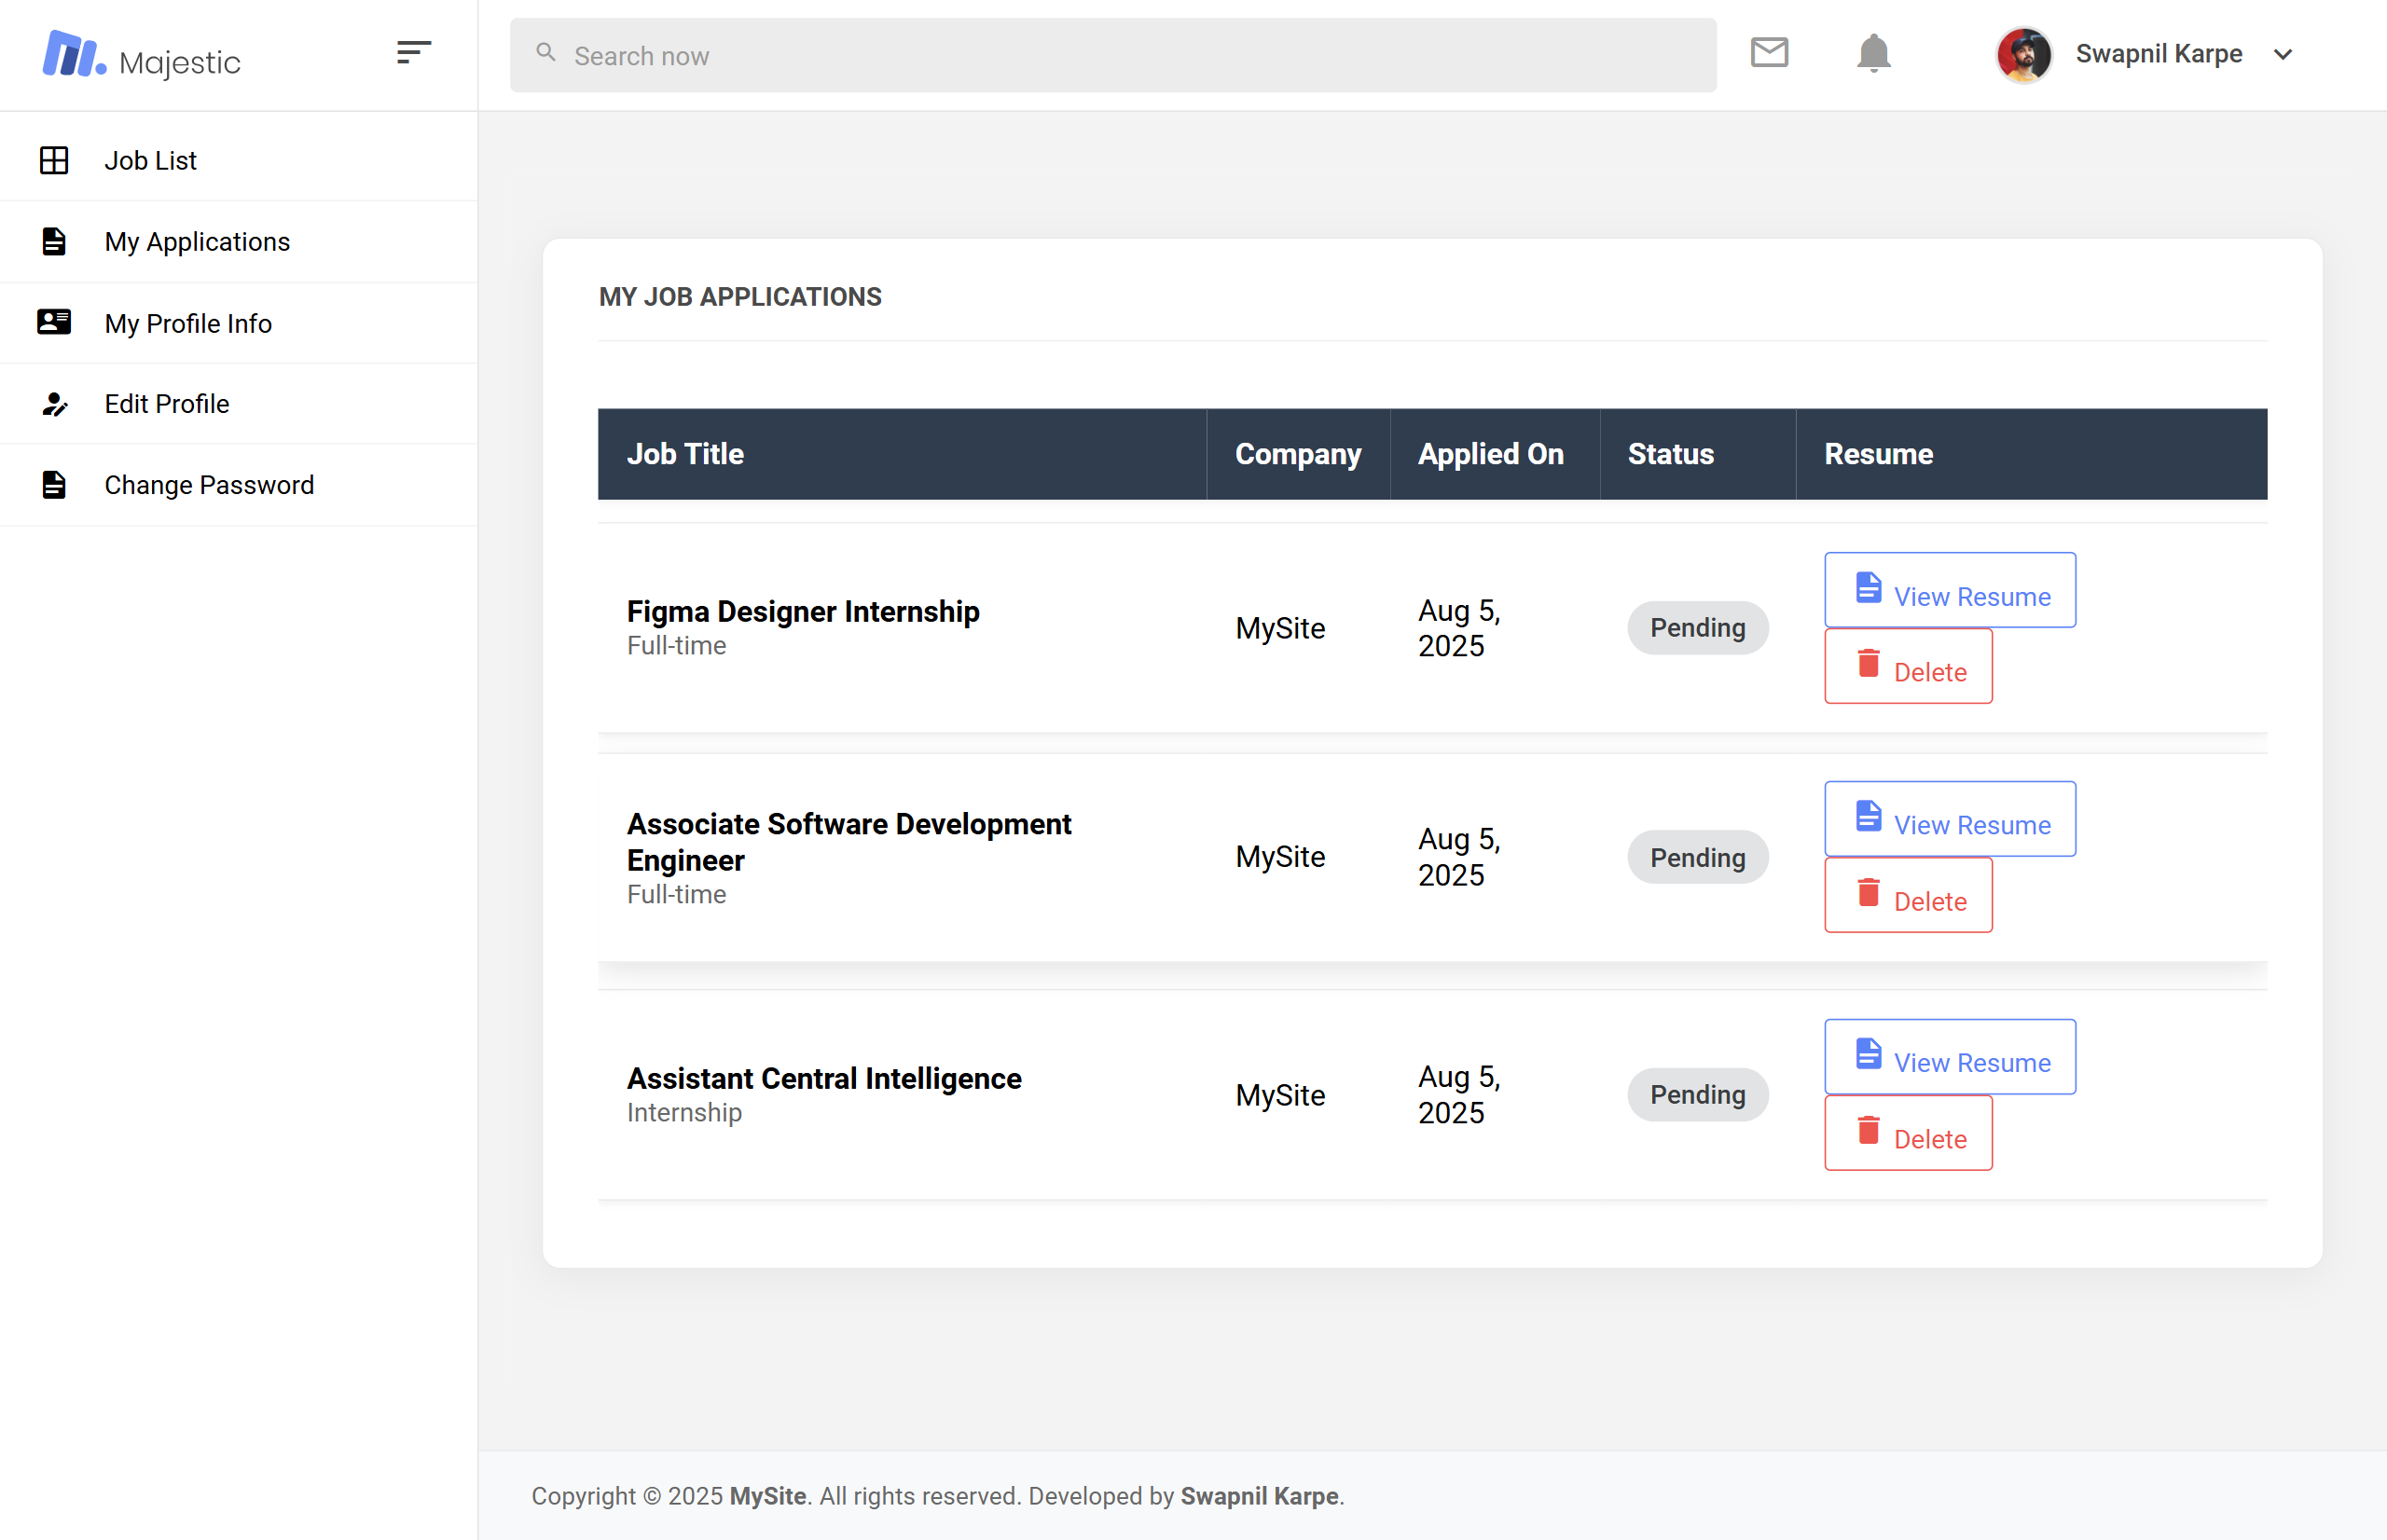 Majestic
Search now
Swapnil Karpe
Job List
My Applications
My Profile Info
Edit Profile
Change Password
MY JOB APPLICATIONS
Job Title Company Applied On Status Resume
Figma Designer Internship
Full-time
MySite
Aug 5,
2025
Pending
View Resume
Delete
Associate Software Development
Engineer
Full-time
MySite
Aug 5,
2025
Pending
View Resume
Delete
Assistant Central Intelligence
Internship
MySite
Aug 5,
2025
Pending
View Resume
Delete
Copyright © 2025 MySite. All rights reserved. Developed by Swapnil Karpe.